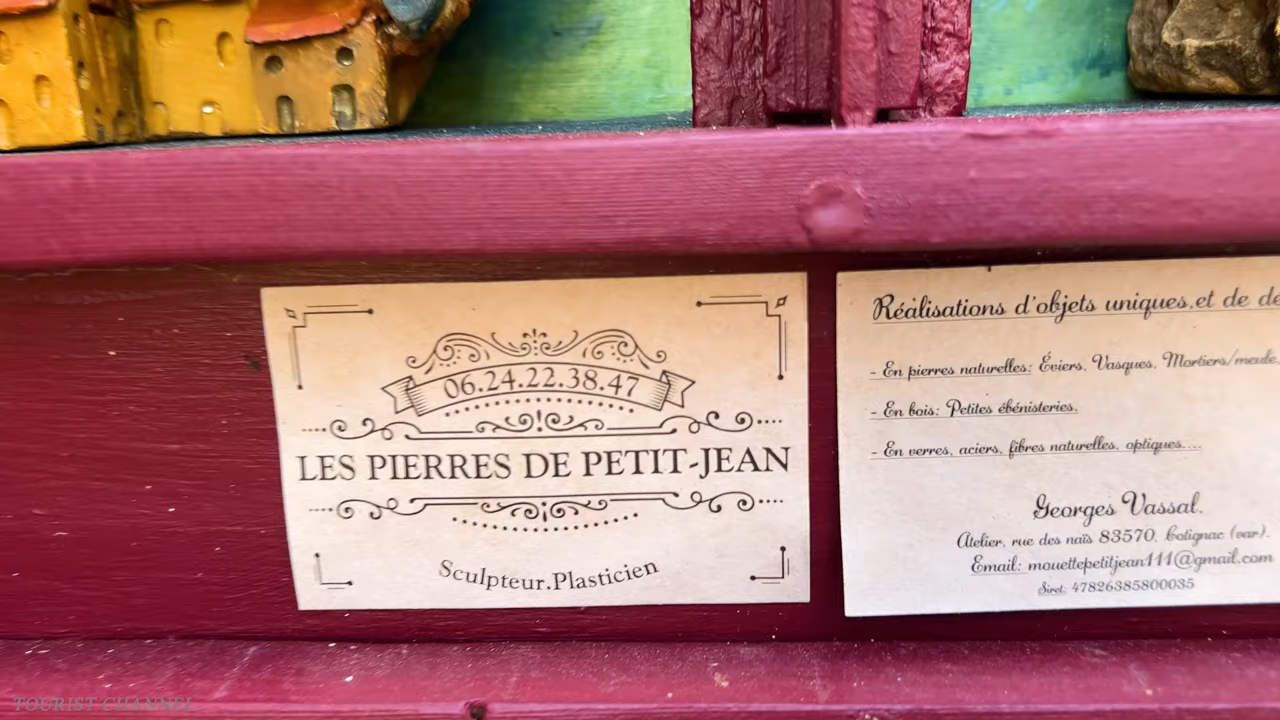 06.24.22.38.47
LES PIERRES DE PETIT-JEAN
Sculpteur.Plasticien
Réalisations d'objets uniques,et de
- En pierres naturelles: Éviers, Vasques, Mortiers/meule,
- En bois: Petites ébénisteries.
- En verres, aciers, fibres naturelles, optiques....
Georges Vassal.
Atelier, rue des naïs 83570, Cotignac (var).
Email: mouettepetitjean111@gmail.com
Siret: 47826385800035
TOURIST CHANNEL